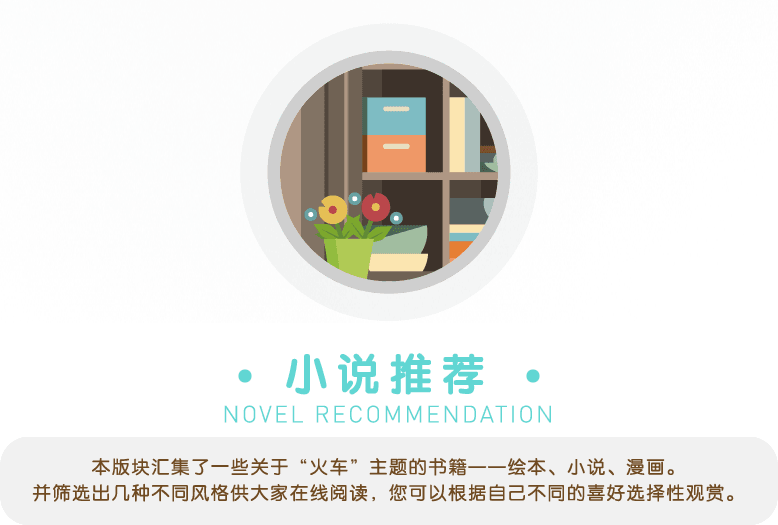 • 小说推荐 •
NOVEL RECOMMENDATION
本版块汇集了一些关于“火车”主题的书籍——绘本、小说、漫画。
并筛选出几种不同风格供大家在线阅读，您可以根据自己不同的喜好选择性观赏。